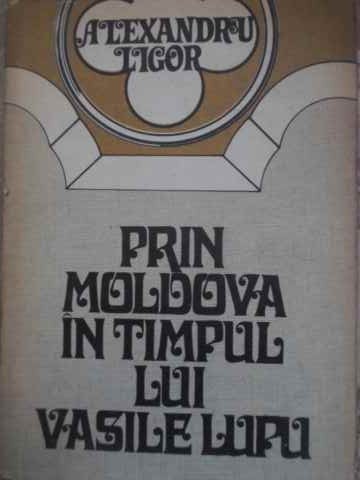 ALEXANDRU
LIGOR
PRIN
MOLDOVA
ÎN TIMPUL
LUI
VASILE LUPU